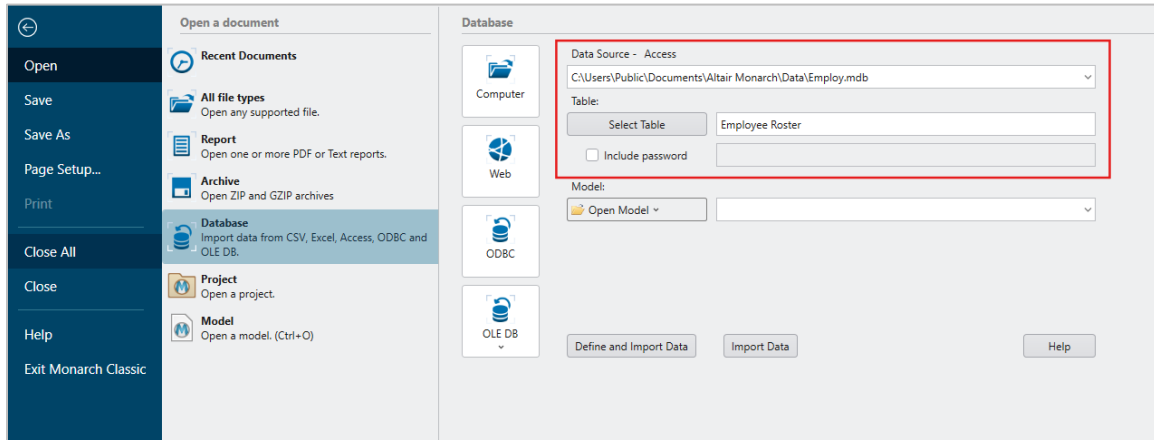 Open
Save
Save As
Page Setup...
Print
Close All
Close
Help
Exit Monarch Classic
Open a document
Recent Documents
All file types
Open any supported file.
Report
Open one or more PDF or Text reports.
Archive
Open ZIP and GZIP archives
Database
Import data from CSV, Excel, Access, ODBC and
OLE DB.
Project
Open a project.
Model
Open a model. (Ctrl+O)
Database
Computer
Web
ODBC
OLE DB
Data Source - Access
C:\Users\Public\Documents\Altair Monarch\Data\Employ.mdb
Table:
Select Table Employee Roster
Include password
Model:
Open Model
Define and Import Data Import Data Help